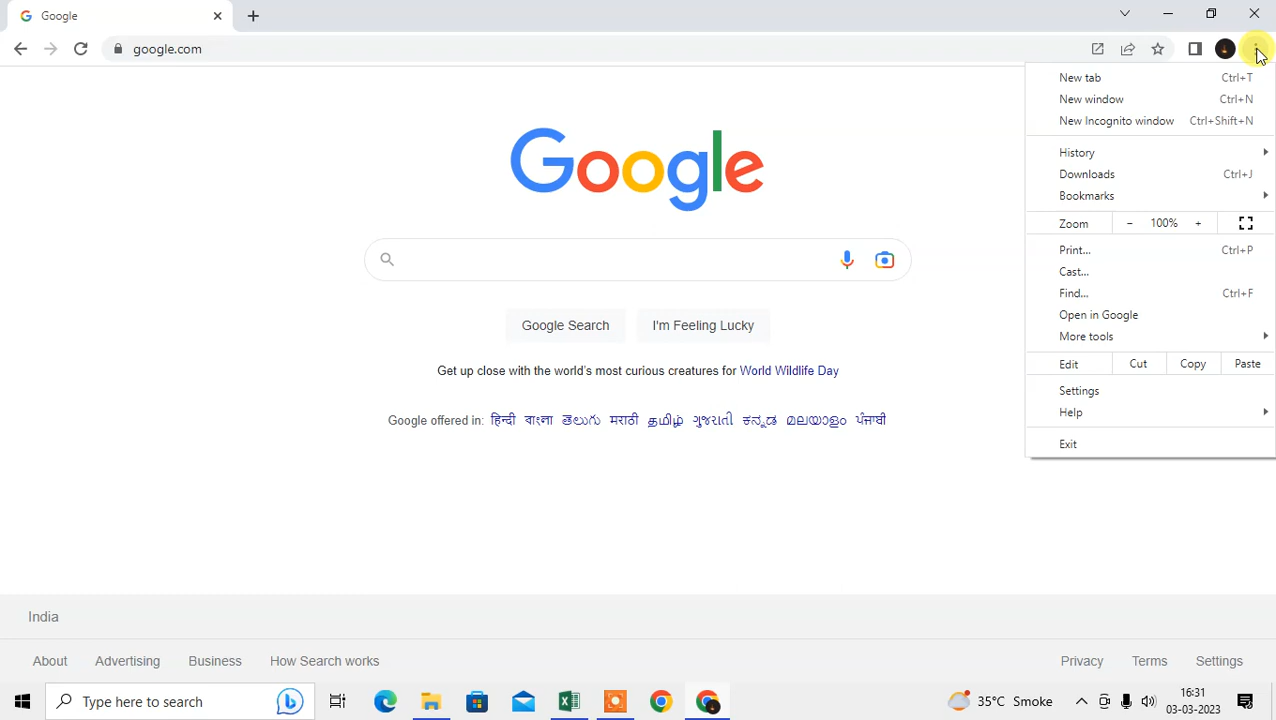 Google
google.com
New tab Ctrl+T
New window Ctrl+N
New Incognito window Ctrl+Shift+N
History
Downloads Ctrl+J
Bookmarks
Zoom - 100% +
Print... Ctrl+P
Cast...
Find... Ctrl+F
Open in Google
More tools
Edit Cut Copy Paste
Settings
Help
Exit
Google
Google Search I'm Feeling Lucky
Get up close with the world's most curious creatures for World Wildlife Day
Google offered in: हिन्दी বাংলা తెలుగు मराठी தமிழ் ગુજરાતી ಕನ್ನಡ മലയാളം ਪੰਜਾਬੀ
India
About Advertising Business How Search works Privacy Terms Settings
Type here to search
35°C Smoke
16:31
03-03-2023